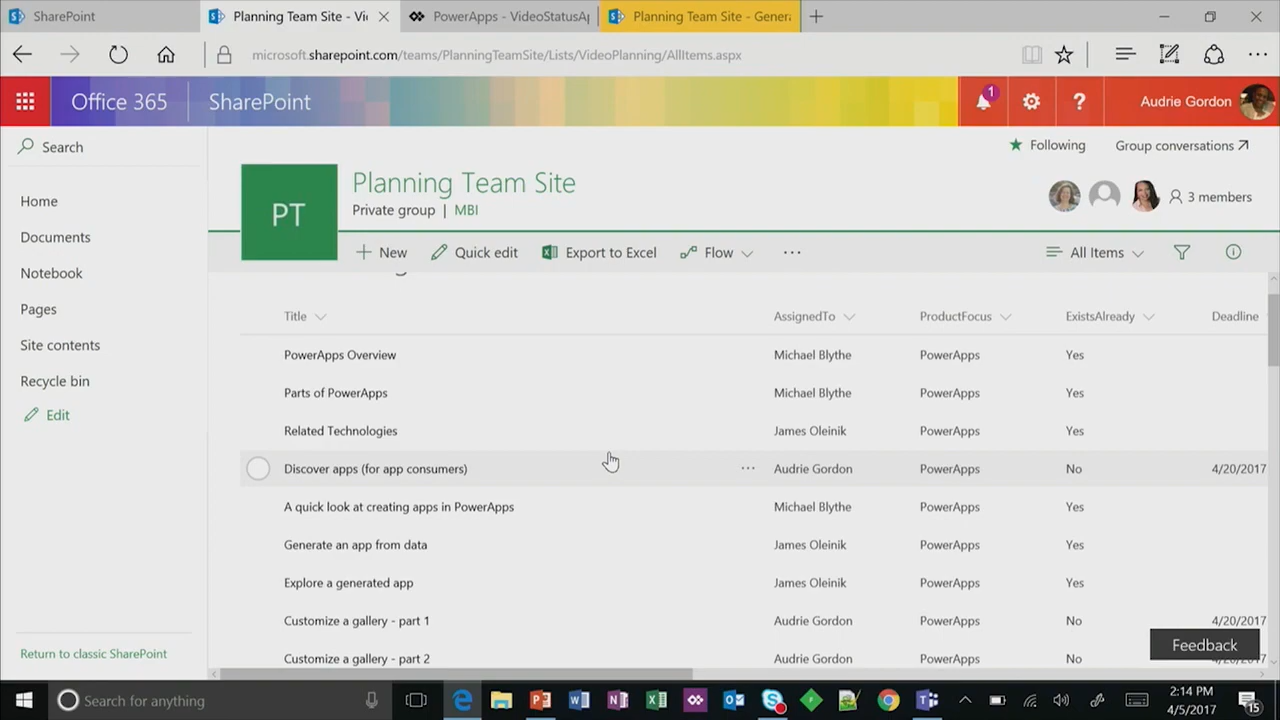 SharePoint
Planning Team Site - Vi
PowerApps - VideoStatusA
Planning Team Site - Genera
microsoft.sharepoint.com/teams/PlanningTeamSite/Lists/VideoPlanning/AllItems.aspx
Office 365
SharePoint
1
?
Audrie Gordon
Search
Following
Group conversations
PT
Planning Team Site
Private group | MBI
3 members
Home
Documents
Notebook
Pages
Site contents
Recycle bin
Edit
Return to classic SharePoint
New
Quick edit
Export to Excel
Flow
All Items
Title AssignedTo ProductFocus ExistsAlready Deadline
PowerApps Overview Michael Blythe PowerApps Yes
Parts of PowerApps Michael Blythe PowerApps Yes
Related Technologies James Oleinik PowerApps Yes
Discover apps (for app consumers) Audrie Gordon PowerApps No 4/20/2017
A quick look at creating apps in PowerApps Michael Blythe PowerApps Yes
Generate an app from data James Oleinik PowerApps Yes
Explore a generated app James Oleinik PowerApps Yes
Customize a gallery - part 1 Audrie Gordon PowerApps No 4/20/2017
Customize a gallery - part 2 Audrie Gordon PowerApps No
Feedback
Search for anything
2:14 PM
4/5/2017
15